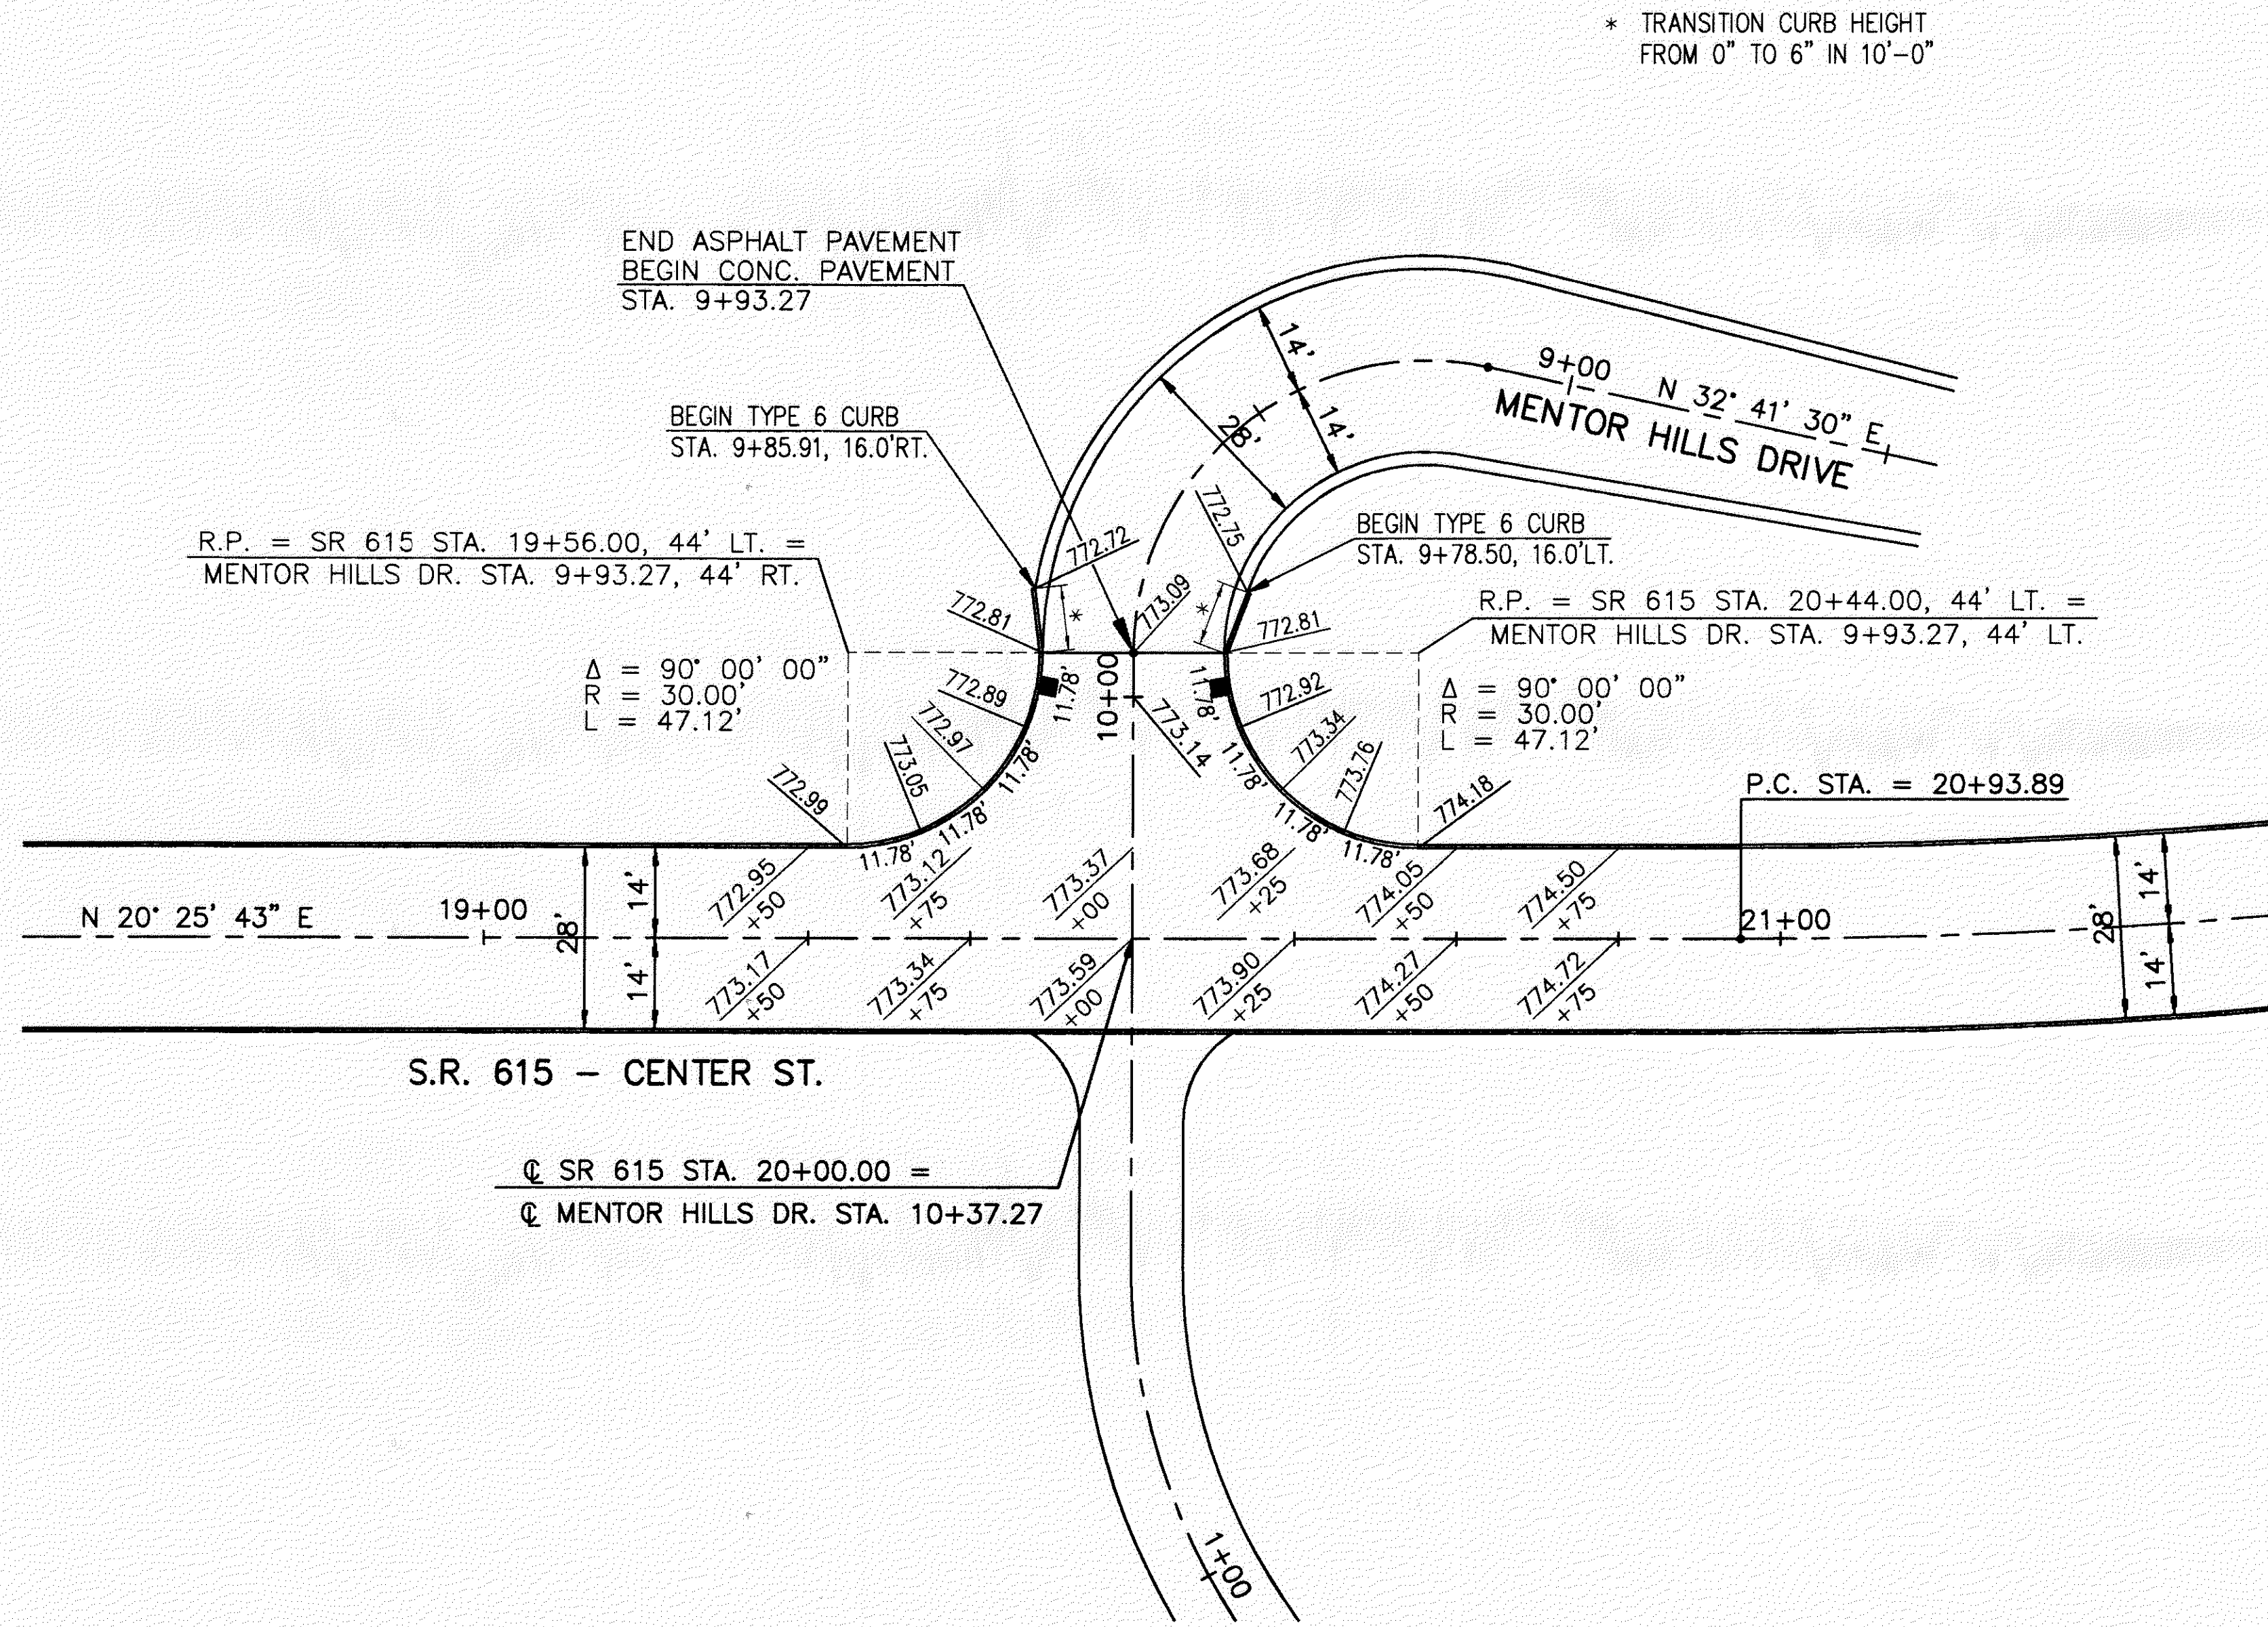 * TRANSITION CURB HEIGHT
FROM 0" TO 6" IN 10'-0"
END ASPHALT PAVEMENT
BEGIN CONC. PAVEMENT
STA. 9+93.27
BEGIN TYPE 6 CURB
STA. 9+85.91, 16.0'RT.
R.P. = SR 615 STA. 19+56.00, 44' LT. =
MENTOR HILLS DR. STA. 9+93.27, 44' RT.
Δ = 90° 00' 00"
R = 30.00'
L = 47.12'
14'
14'
28'
9+00
N 32° 41' 30" E
MENTOR HILLS DRIVE
BEGIN TYPE 6 CURB
STA. 9+78.50, 16.0'LT.
R.P. = SR 615 STA. 20+44.00, 44' LT. =
MENTOR HILLS DR. STA. 9+93.27, 44' LT.
Δ = 90° 00' 00"
R = 30.00'
L = 47.12'
P.C. STA. = 20+93.89
772.72
772.75
*
*
773.09
772.81
772.81
10+00
773.14
11.78'
11.78'
772.89
772.97
773.05
772.99
11.78'
11.78'
11.78'
772.92
773.34
773.76
774.18
11.78'
11.78'
11.78'
N 20° 25' 43" E
19+00
28'
14'
14'
772.95
+50
773.12
+75
773.37
+00
773.68
+25
774.05
+50
774.50
+75
21+00
28'
14'
14'
773.17
+50
773.34
+75
773.59
+00
773.90
+25
774.27
+50
774.72
+75
S.R. 615 - CENTER ST.
℄ SR 615 STA. 20+00.00 =
℄ MENTOR HILLS DR. STA. 10+37.27
1+00